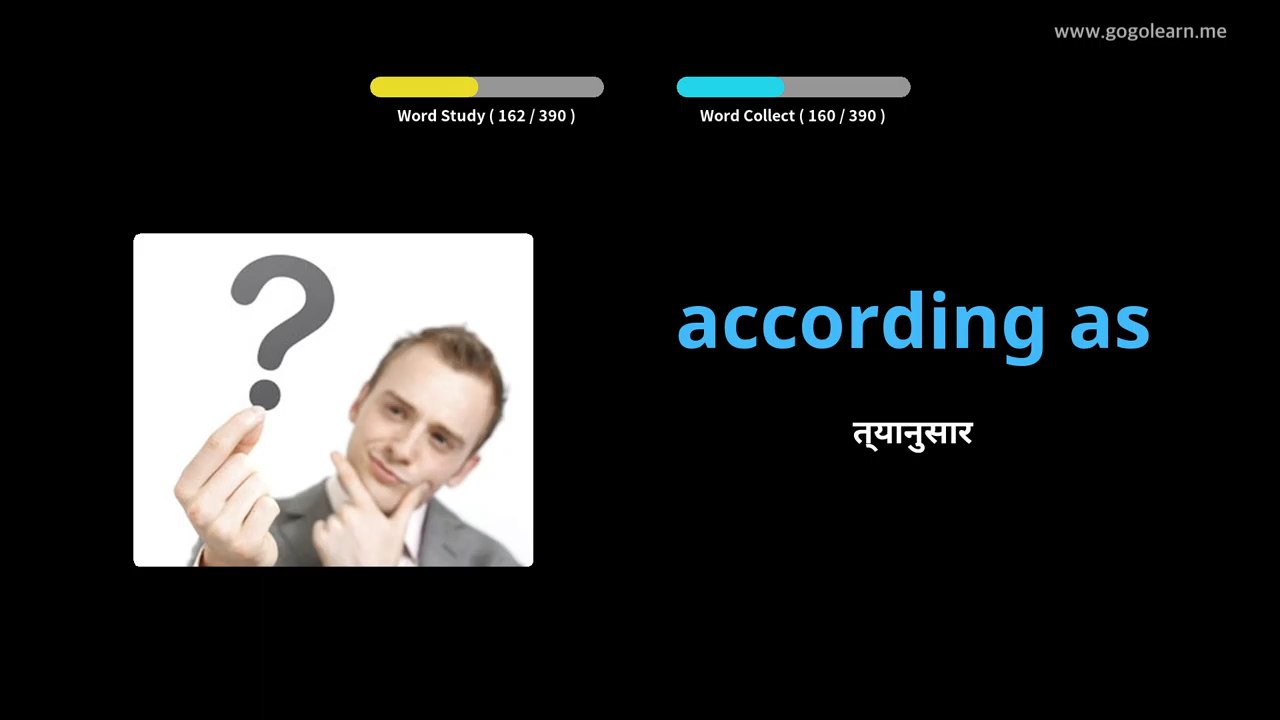 www.gogolearn.me
Word Study ( 162 / 390 )
Word Collect ( 160 / 390 )
according as
त्यानुसार